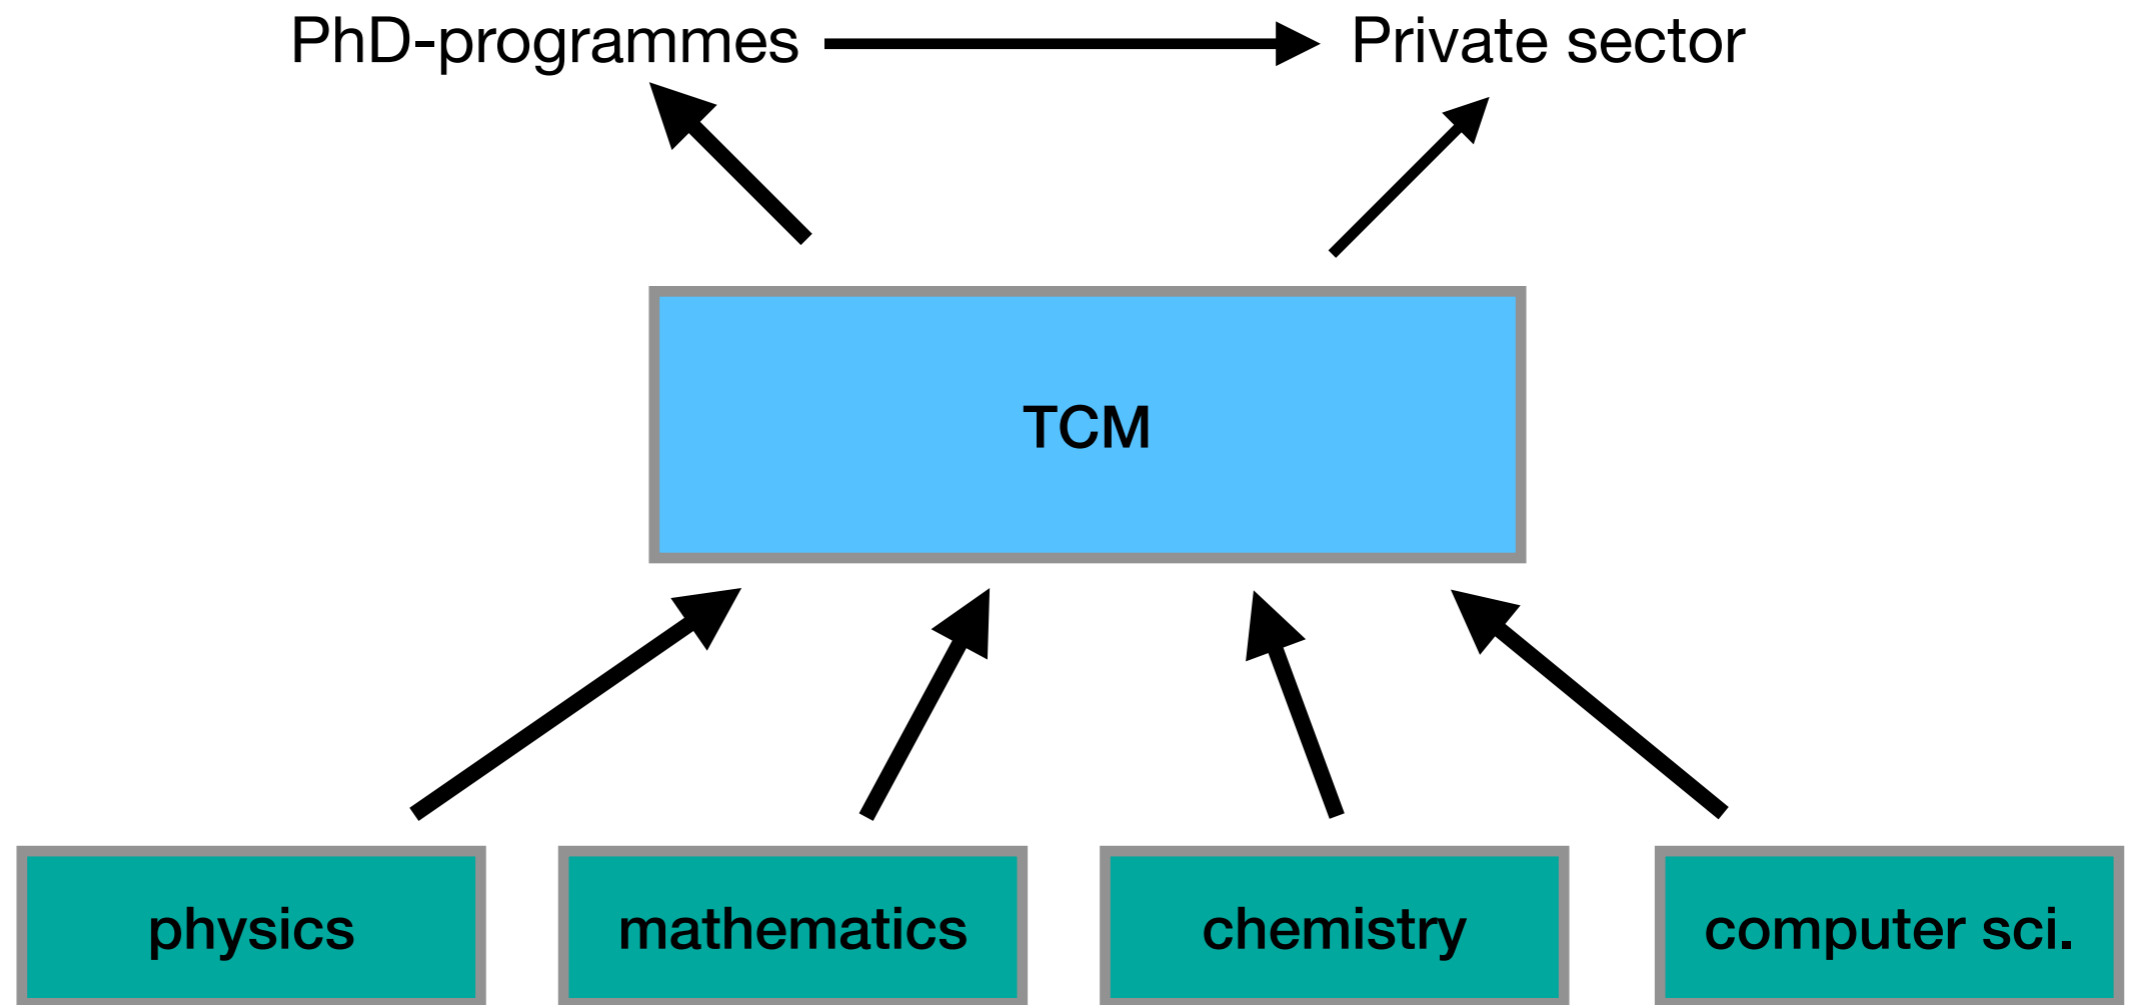 PhD-programmes
Private sector
TCM
physics
mathematics
chemistry
computer sci.